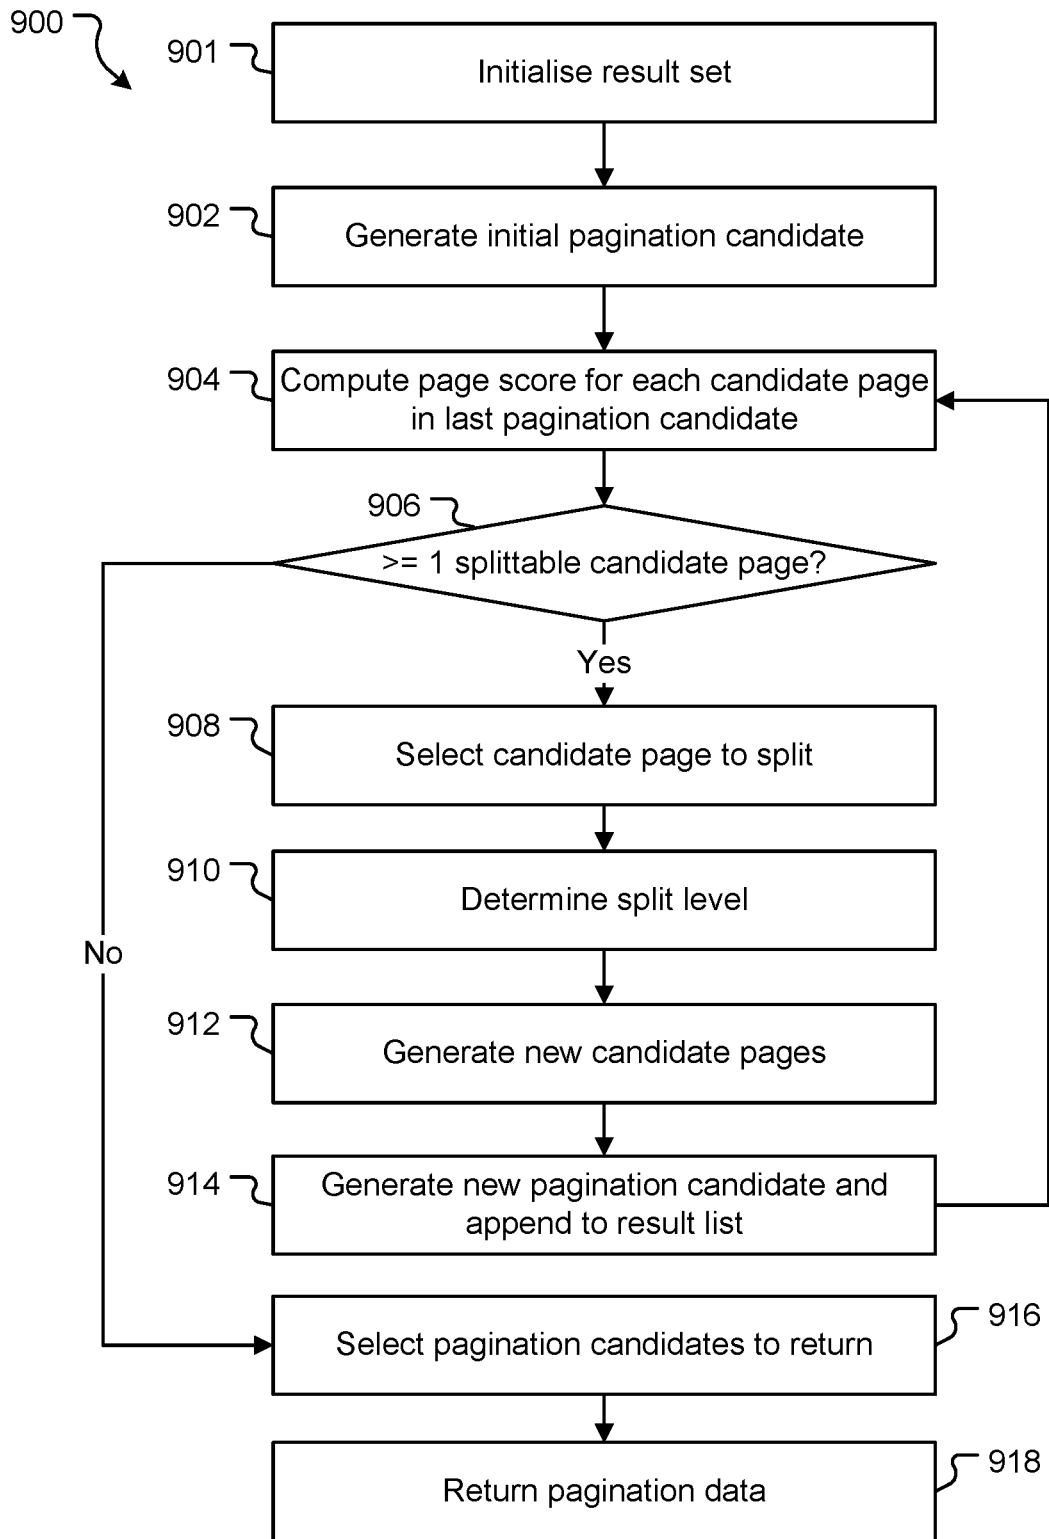 900
901
Initialise result set
902
Generate initial pagination candidate
904
Compute page score for each candidate page
in last pagination candidate
906
>= 1 splittable candidate page?
Yes
908
Select candidate page to split
910
Determine split level
No
912
Generate new candidate pages
914
Generate new pagination candidate and
append to result list
916
Select pagination candidates to return
918
Return pagination data